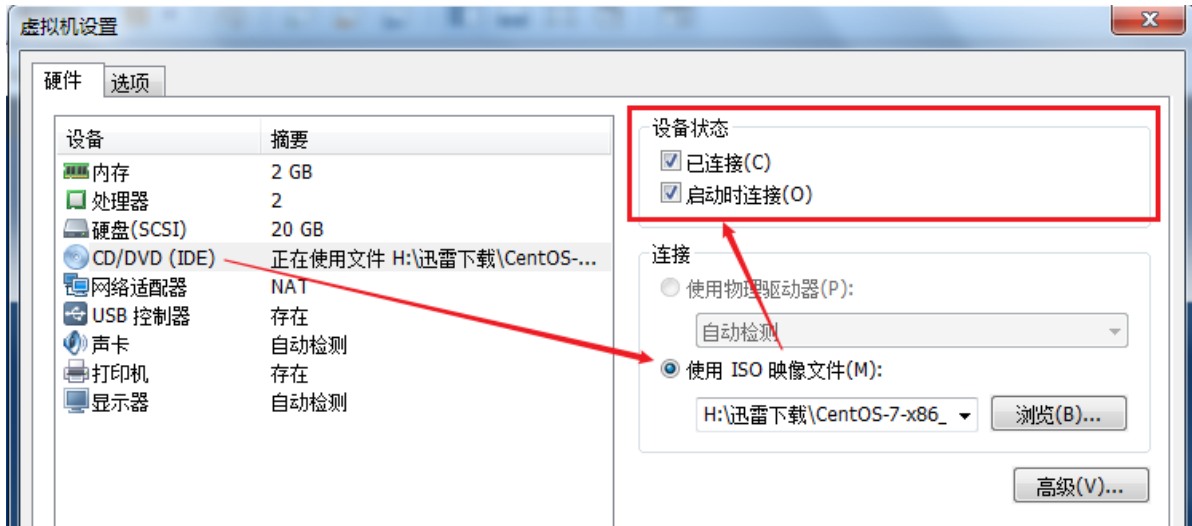 虚拟机设置
硬件 选项
设备 摘要
内存 2 GB
处理器 2
硬盘(SCSI) 20 GB
CD/DVD (IDE) 正在使用文件 H:\迅雷下载\CentOS-...
网络适配器 NAT
USB 控制器 存在
声卡 自动检测
打印机 存在
显示器 自动检测
设备状态
已连接(C)
启动时连接(O)
连接
使用物理驱动器(P):
自动检测
使用 ISO 映像文件(M):
H:\迅雷下载\CentOS-7-x86_ 浏览(B)...
高级(V)...